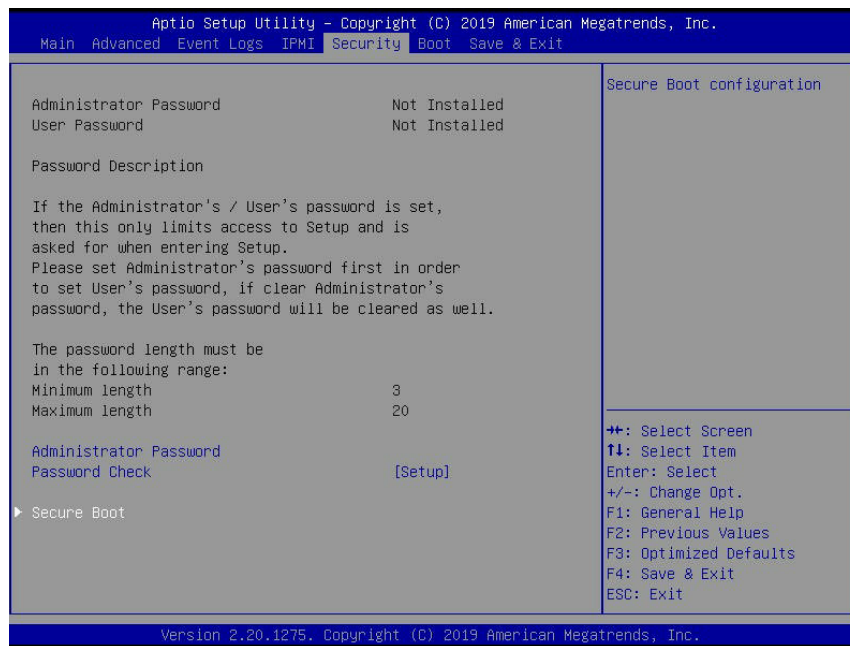 Aptio Setup Utility – Copyright (C) 2019 American Megatrends, Inc.
Main Advanced Event Logs IPMI Security Boot Save & Exit
Administrator Password Not Installed
User Password Not Installed
Password Description
If the Administrator's / User's password is set,
then this only limits access to Setup and is
asked for when entering Setup.
Please set Administrator's password first in order
to set User's password, if clear Administrator's
password, the User's password will be cleared as well.
The password length must be
in the following range:
Minimum length 3
Maximum length 20
Administrator Password
Password Check [Setup]
▶ Secure Boot
Secure Boot configuration
→←: Select Screen
↑↓: Select Item
Enter: Select
+/-: Change Opt.
F1: General Help
F2: Previous Values
F3: Optimized Defaults
F4: Save & Exit
ESC: Exit
Version 2.20.1275. Copyright (C) 2019 American Megatrends, Inc.